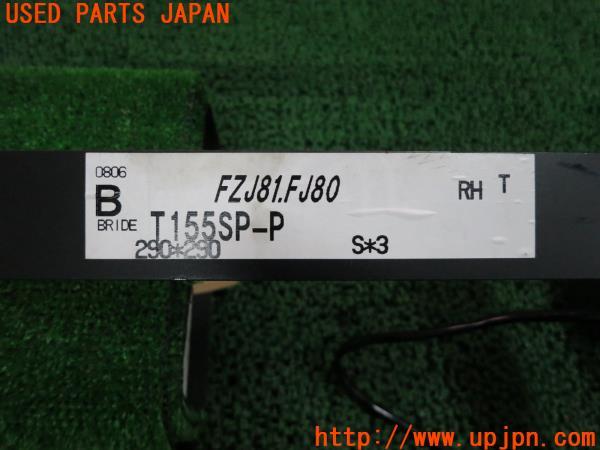 USED PARTS JAPAN
0806
B
BRIDE
FZJ81.FJ80
RH T
T155SP-P
290*290
S*3
http://www.upjpn.com/